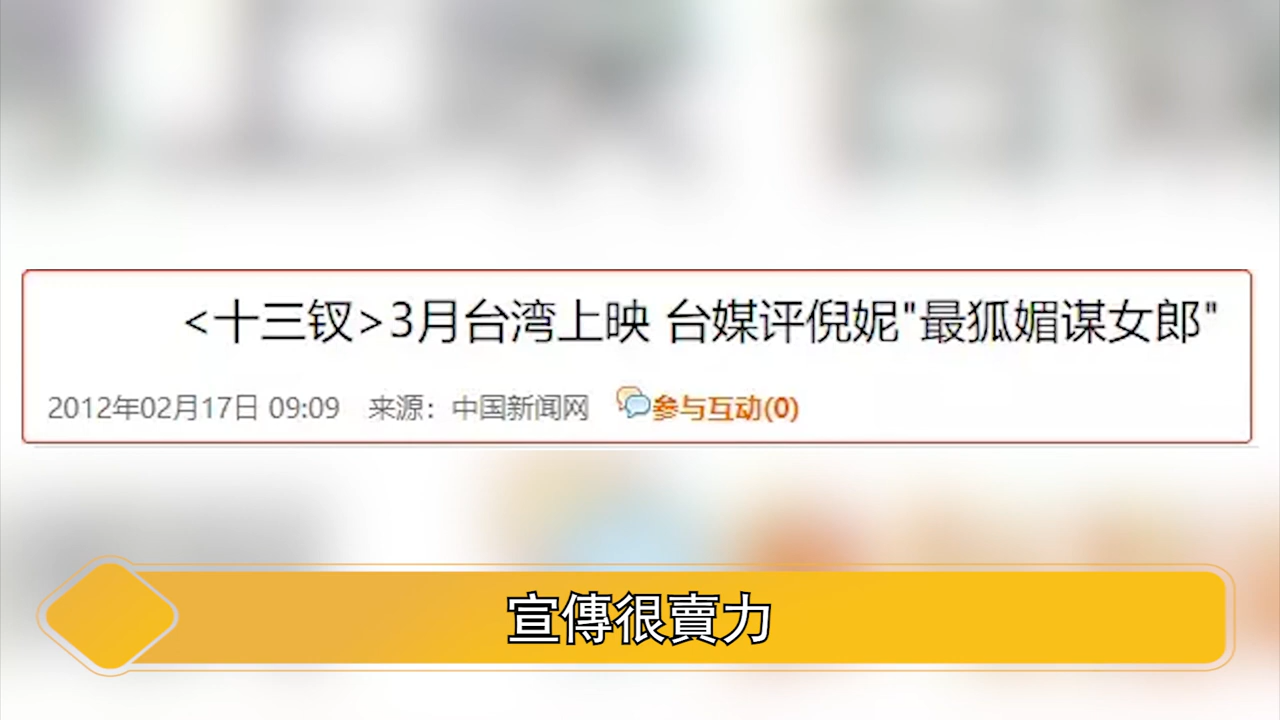 <十三钗>3月台湾上映 台媒评倪妮"最狐媚谋女郎"
2012年02月17日 09:09 来源：中国新闻网 参与互动(0)
宣傳很賣力